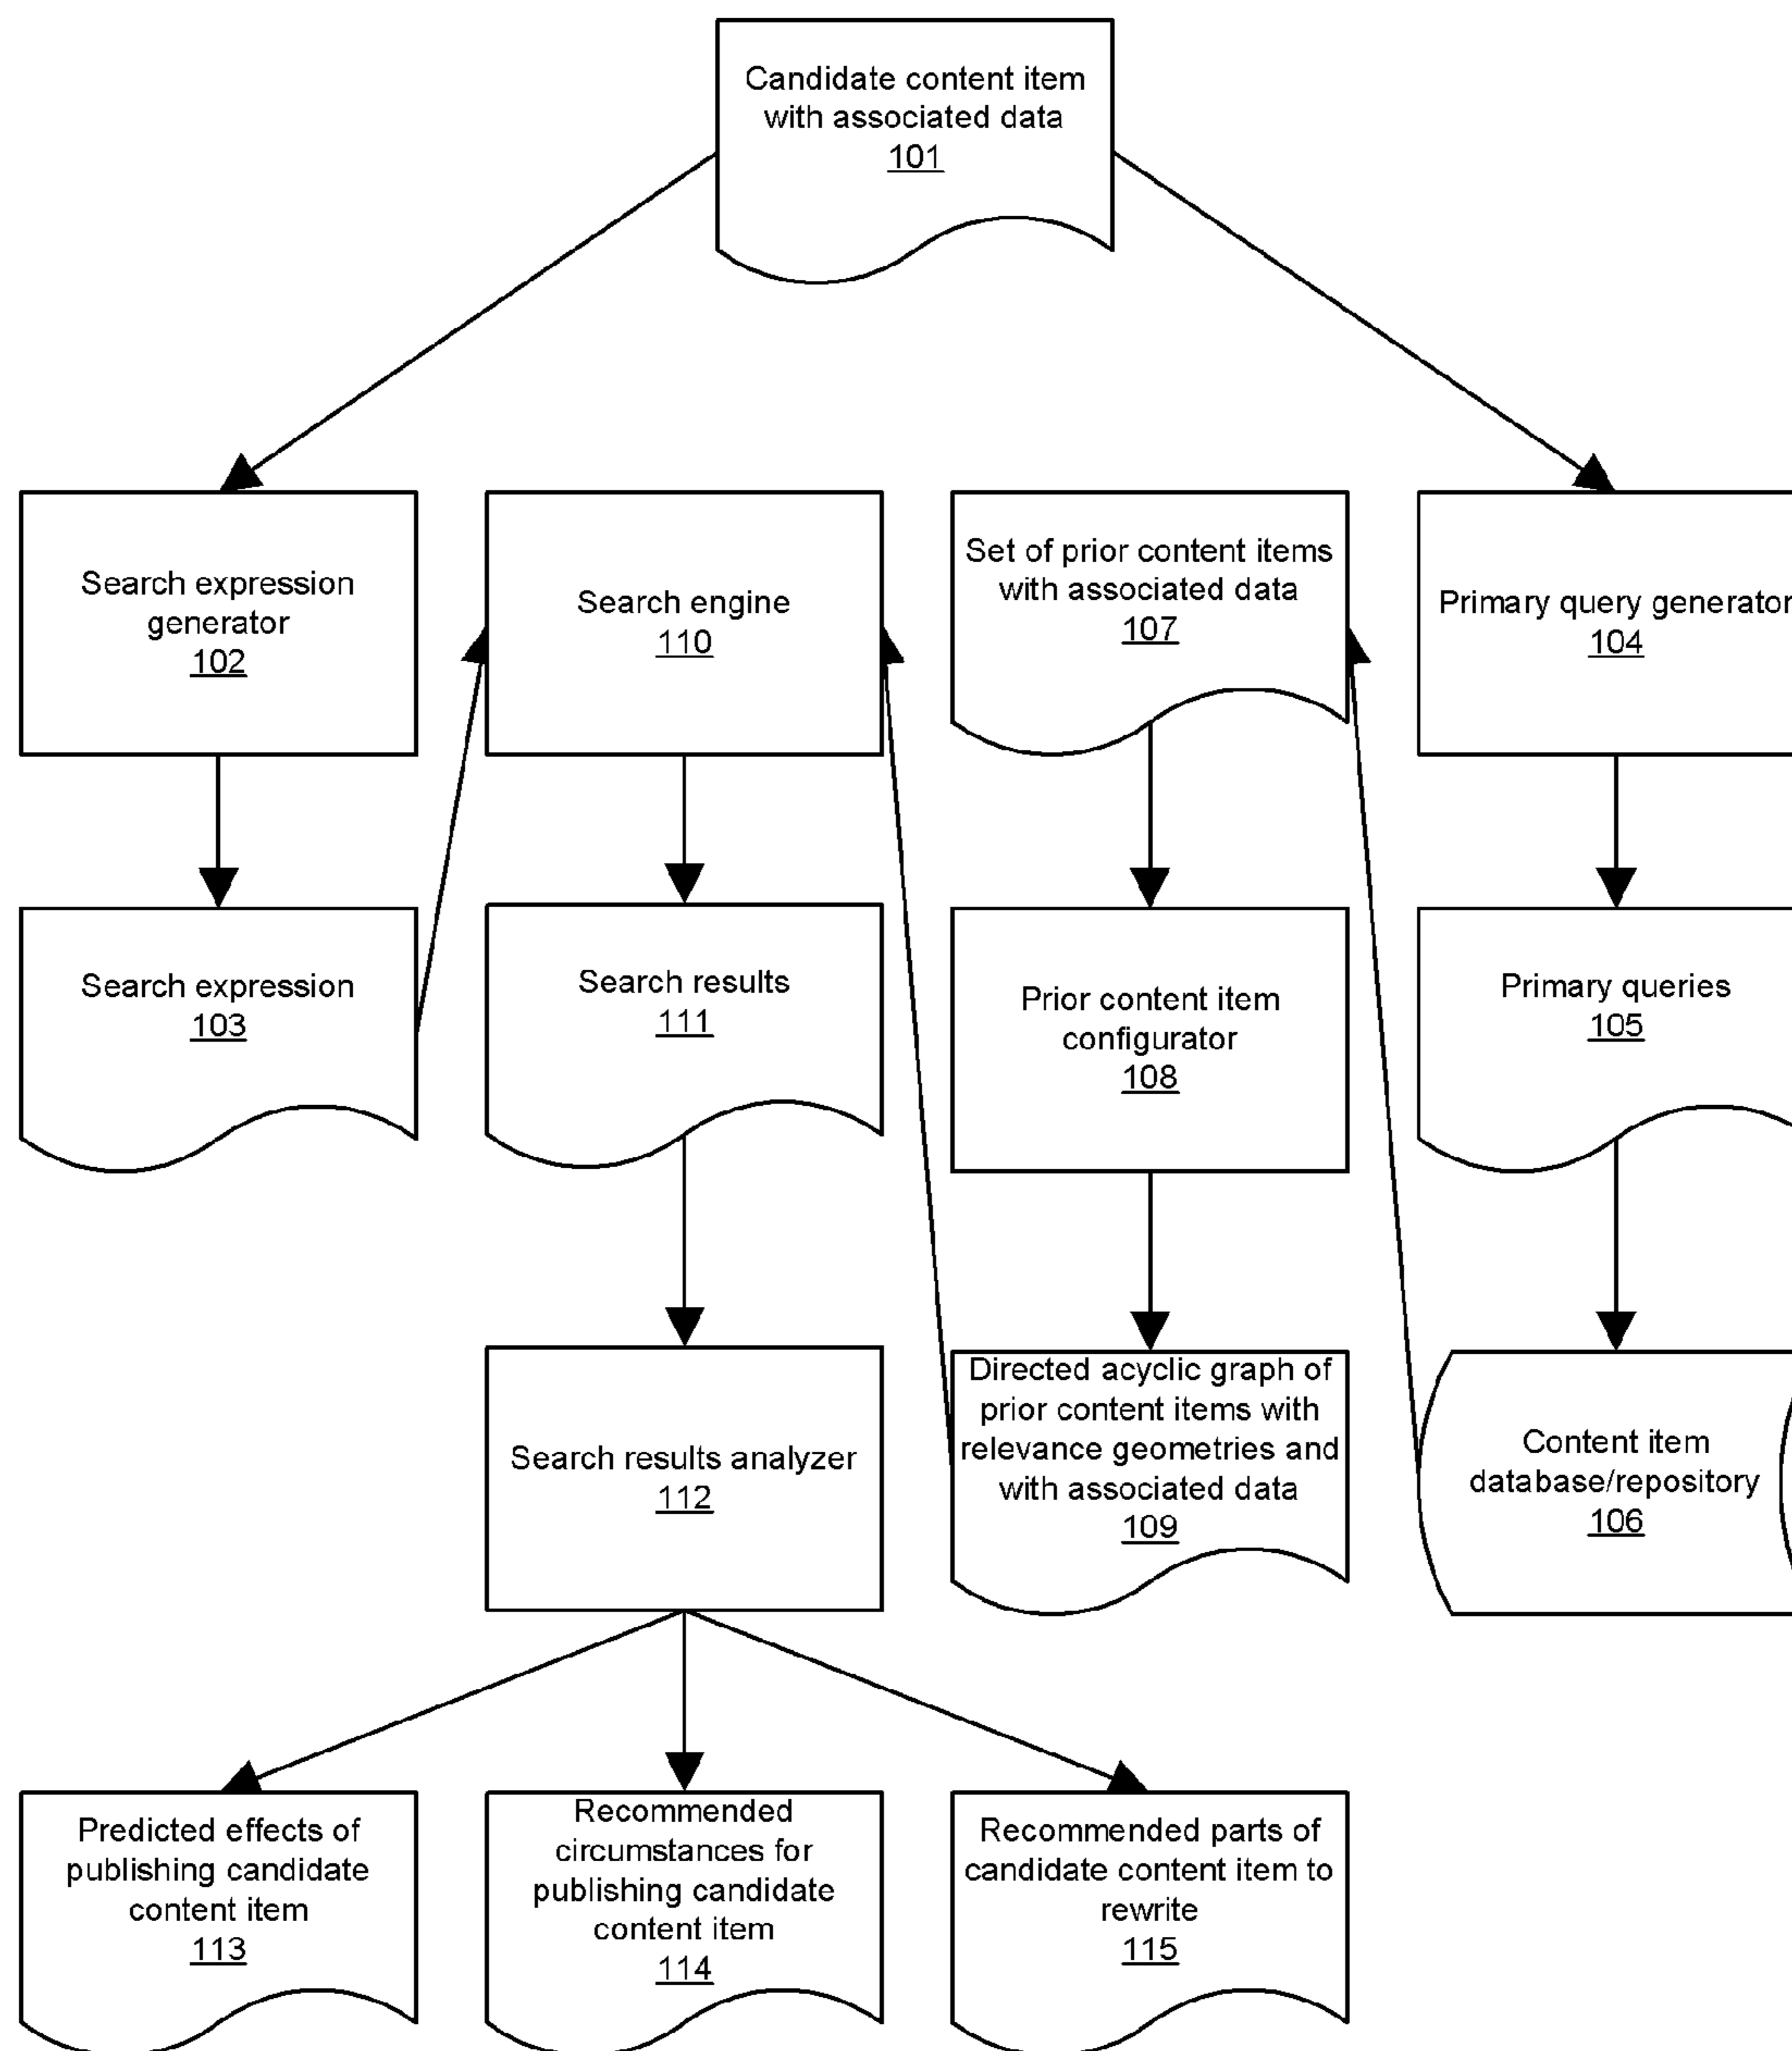 Candidate content item
with associated data
101
Search expression
generator
102
Search engine
110
Set of prior content items
with associated data
107
Primary query generator
104
Search expression
103
Search results
111
Prior content item
configurator
108
Primary queries
105
Search results analyzer
112
Directed acyclic graph of
prior content items with
relevance geometries and
with associated data
109
Content item
database/repository
106
Predicted effects of
publishing candidate
content item
113
Recommended
circumstances for
publishing candidate
content item
114
Recommended parts of
candidate content item to
rewrite
115